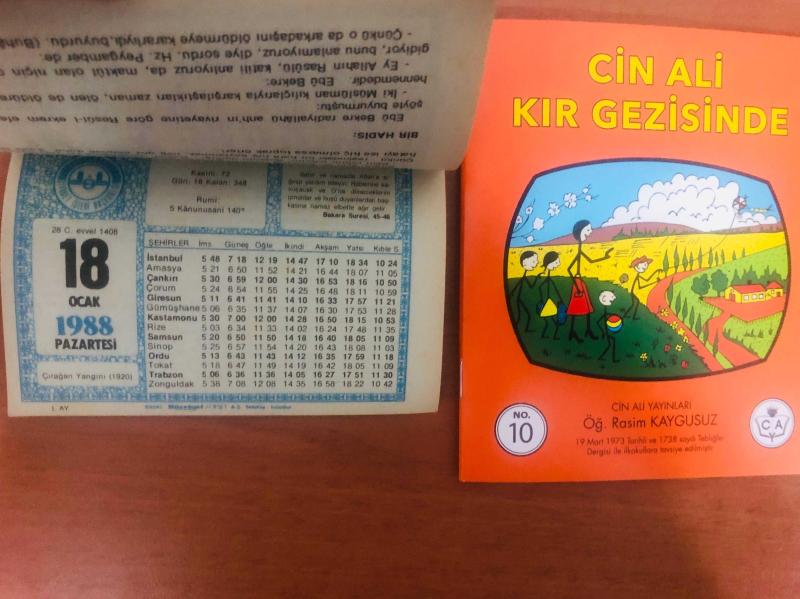 - Çünkü o da arkadaşını öldürmeye kararlıydı, buyurdu. (Buhâ
gidiyor, bunu anlamıyoruz, diye sordu. Hz. Peygamber de:
- Ey Allahın Rasûlü, katili anlıyoruz da, maktül olan niçin c
hennemdedir. Ebû Bekre:
- İki Müslüman kılıçlarıyla karşılaştıkları zaman, ölen de öldüre
şöyle buyurmuştu:
Ebû Bekre radiyallâhü anh'ın rivayetine göre Resûl-i ekrem
BİR HADİS:
Kasım: 72
Gün: 18 Kalan: 348
Rumi:
5 Kânunusani 140
Bakara Suresi, 45-46
28 C. evvel 1408
18
OCAK
1988
PAZARTESİ
Çırağan Yangını (1920)
1. AY
ŞEHİRLER İms. Güneş Öğle İkindi Akşam Yatsı Kıble S.
İstanbul 5 48 7 18 12 19 14 47 17 10 18 34 10 24
Amasya 5 21 6 50 11 52 14 21 16 44 18 07 11 05
Çankırı 5 30 6 59 12 00 14 30 16 53 18 16 10 50
Çorum 5 24 6 54 11 55 14 25 16 48 18 11 10 59
Giresun 5 11 6 41 11 41 14 10 16 33 17 57 11 21
Gümüşhane 5 06 6 35 11 37 14 07 16 30 17 53 11 28
Kastamonu 5 30 7 00 12 00 14 28 16 50 18 15 10 53
Rize 5 03 6 34 11 33 14 02 16 24 17 48 11 35
Samsun 5 20 6 50 11 50 14 18 16 40 18 05 11 09
Sinop 5 25 6 57 11 54 14 20 16 43 18 08 11 03
Ordu 5 13 6 43 11 43 14 12 16 35 17 59 11 18
Tokat 5 18 6 47 11 49 14 19 16 42 18 05 11 09
Trabzon 5 06 6 36 11 36 14 05 16 27 17 51 11 30
Zonguldak 5 38 7 08 12 08 14 35 16 58 18 22 10 42
CİN ALİ
KIR GEZİSİNDE
NO.
10
CİN ALİ YAYINLARI
Öğ. Rasim KAYGUSUZ
19 Mart 1973 Tarihli ve 1738 sayılı Tebliğler
Dergisi ile ilkokullara tavsiye edilmiştir.
C A
Y